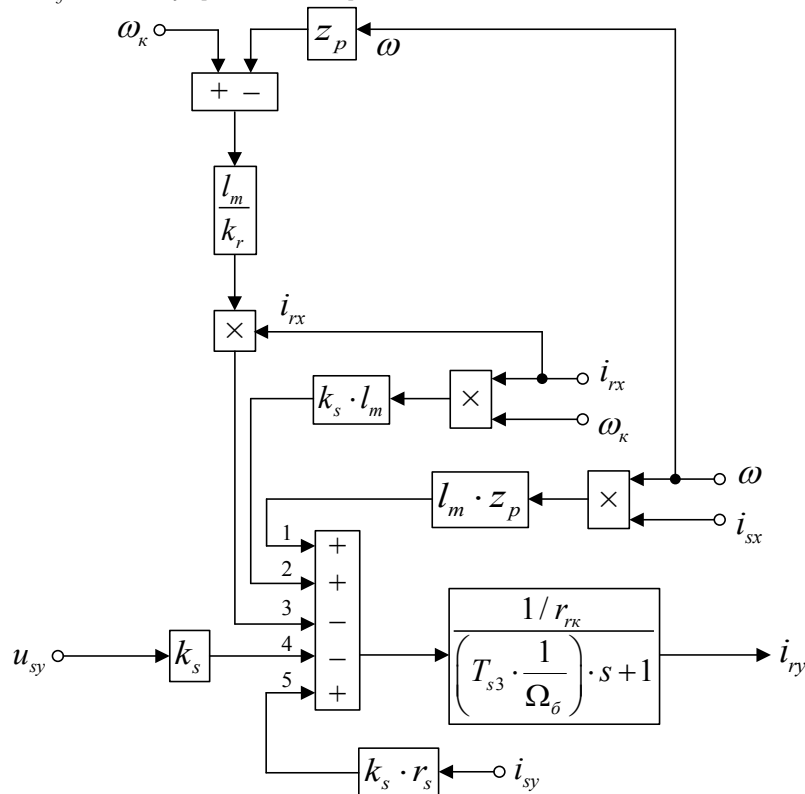 ω_к
z_p
ω
+ −
l_m / k_r
i_rx
×
k_s · l_m
×
i_rx
ω_к
l_m · z_p
×
ω
i_sx
1 +
2 +
3 −
4 −
5 +
u_sy
k_s
1 / r_rк
(T_s3 · 1/Ω_б) · s + 1
i_ry
k_s · r_s
i_sy